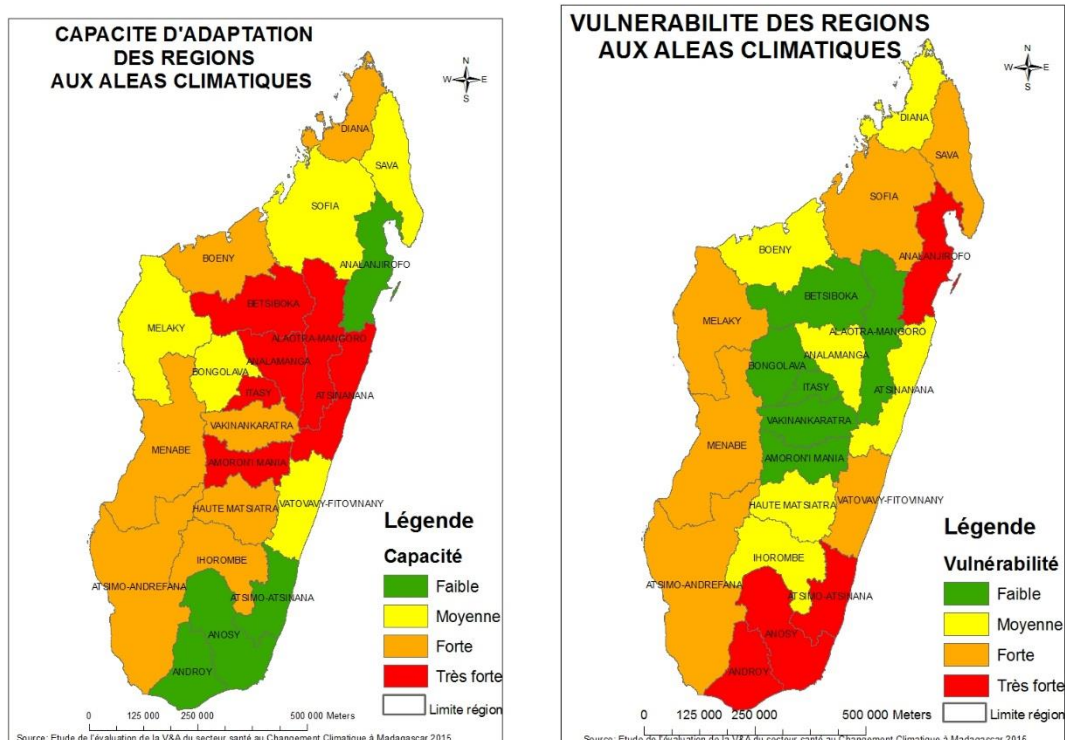 CAPACITE D'ADAPTATION
DES REGIONS
AUX ALEAS CLIMATIQUES
N
W E
S
DIANA
SAVA
SOFIA
BOENY
ANALANJIROFO
BETSIBOKA
MELAKY
ALAOTRA-MANGORO
ANALAMANGA
BONGOLAVA
ITASY
ATSINANANA
VAKINANKARATRA
MENABE
AMORON'I MANIA
HAUTE MATSIATRA
VATOVAVY-FITOVINANY
IHOROMBE
ATSIMO-ANDREFANA
ATSIMO-ATSINANA
ANOSY
ANDROY
Légende
Capacité
Faible
Moyenne
Forte
Très forte
Limite région
0 125 000 250 000 500 000 Meters
Source: Etude de l'évaluation de la V&A du secteur santé au Changement Climatique à Madagascar 2015
VULNERABILITE DES REGIONS
AUX ALEAS CLIMATIQUES
N
W E
S
DIANA
SAVA
SOFIA
BOENY
ANALANJIROFO
BETSIBOKA
MELAKY
ALAOTRA-MANGORO
ANALAMANGA
BONGOLAVA
ITASY
ATSINANANA
VAKINANKARATRA
MENABE
AMORON'I MANIA
HAUTE MATSIATRA
VATOVAVY-FITOVINANY
IHOROMBE
ATSIMO-ANDREFANA
ATSIMO-ATSINANA
ANOSY
ANDROY
Légende
Vulnérabilité
Faible
Moyenne
Forte
Très forte
Limite région
0 125 000 250 000 500 000 Meters
Source: Etude de l'évaluation de la V&A du secteur santé au Changement Climatique à Madagascar 2015